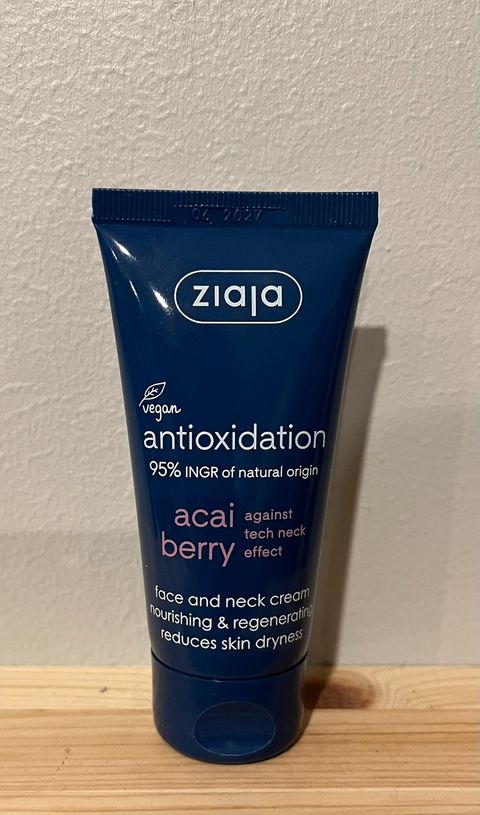 06 2027
ziaja
vegan
antioxidation
95% INGR of natural origin
acai berry
against
tech neck
effect
face and neck cream
nourishing & regenerating
reduces skin dryness